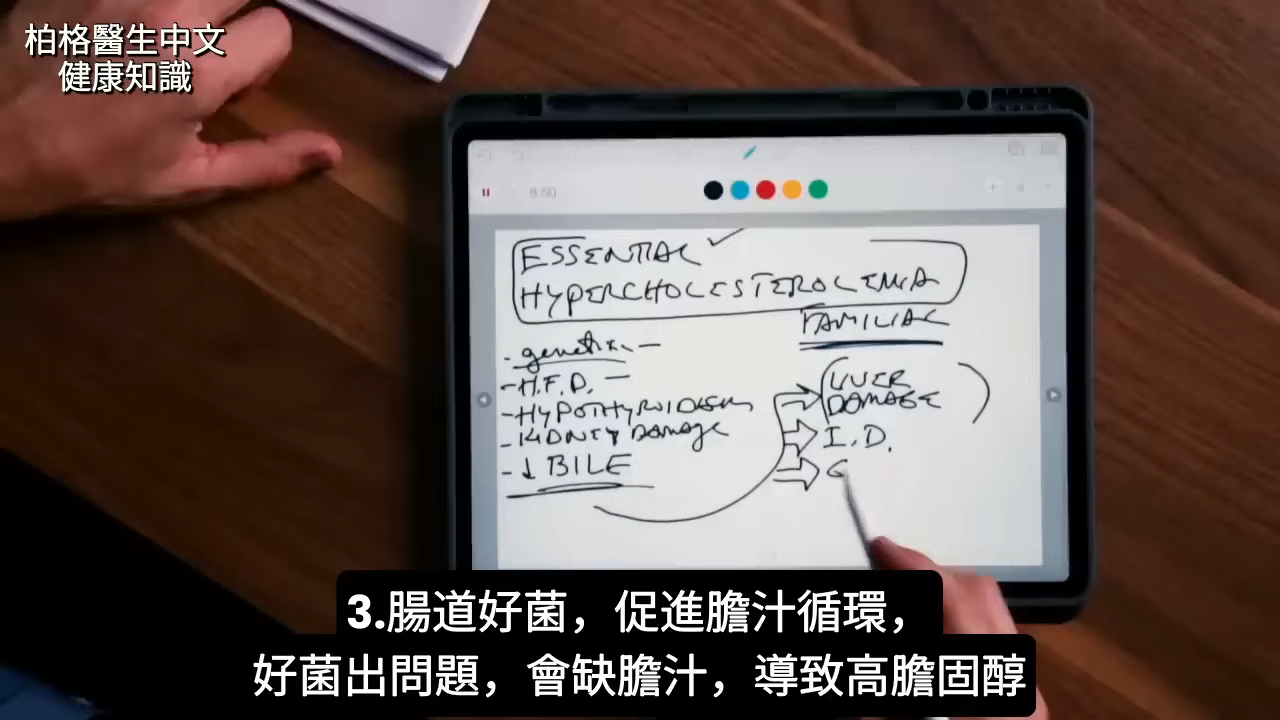 柏格醫生中文
健康知識
8:50
ESSENTIAL ✓
HYPERCHOLESTEROLEMIA
FAMILIAL
- genetic -
- H.F.D. -
- HYPOTHYROIDISM
- KIDNEY DAMAGE
- ↓ BILE
LIVER
DAMAGE
I.D.
3.腸道好菌，促進膽汁循環，
好菌出問題，會缺膽汁，導致高膽固醇